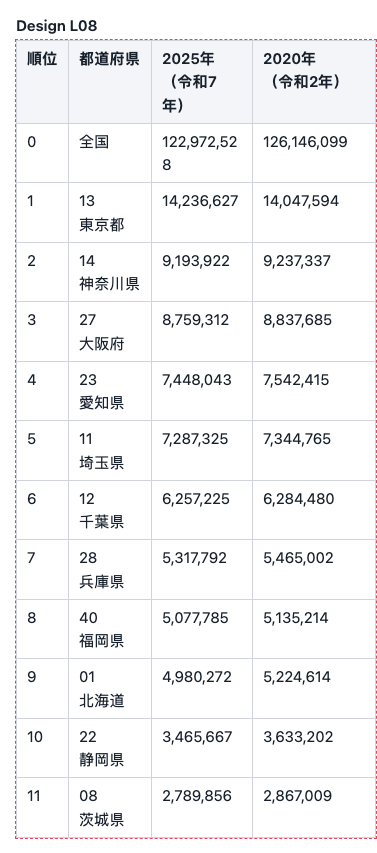 Design L08
順位 都道府県 2025年 2020年
（令和7 （令和2年）
年）
0 全国 122,972,52 126,146,099
8
1 13 14,236,627 14,047,594
東京都
2 14 9,193,922 9,237,337
神奈川県
3 27 8,759,312 8,837,685
大阪府
4 23 7,448,043 7,542,415
愛知県
5 11 7,287,325 7,344,765
埼玉県
6 12 6,257,225 6,284,480
千葉県
7 28 5,317,792 5,465,002
兵庫県
8 40 5,077,785 5,135,214
福岡県
9 01 4,980,272 5,224,614
北海道
10 22 3,465,667 3,633,202
静岡県
11 08 2,789,856 2,867,009
茨城県